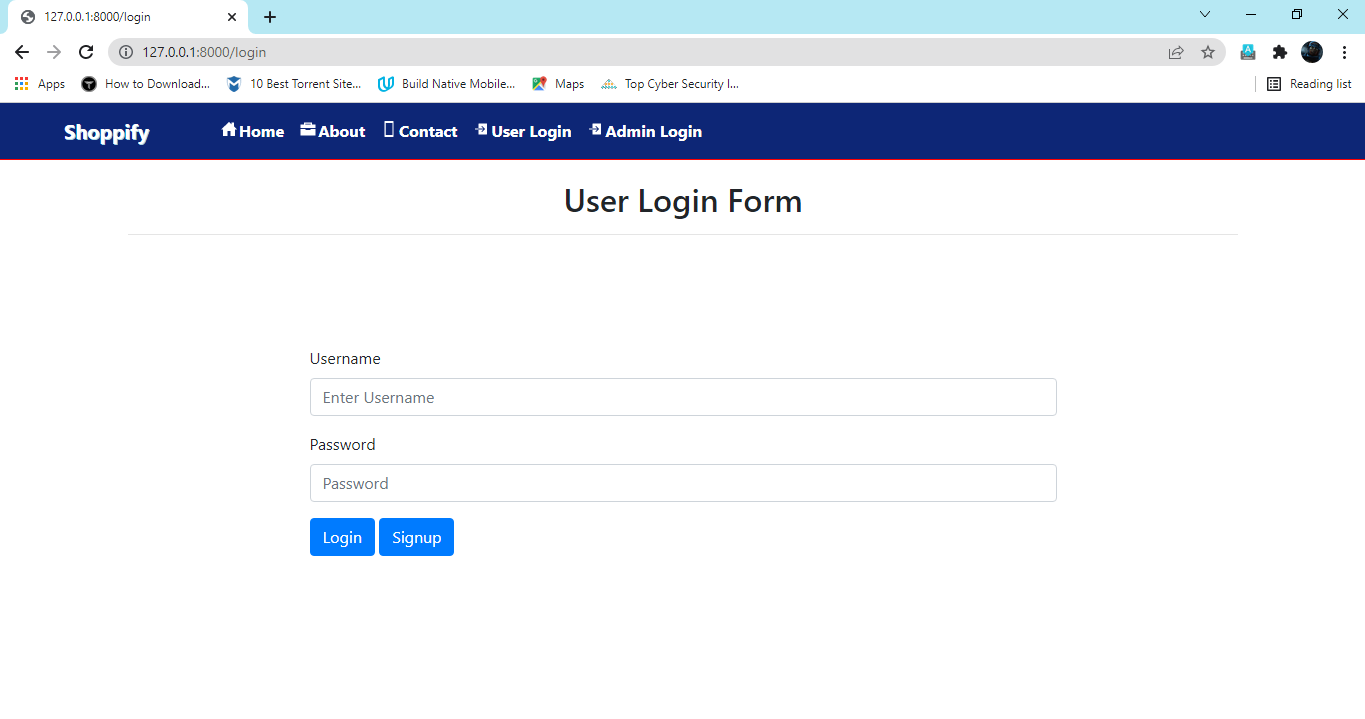 127.0.0.1:8000/login
127.0.0.1:8000/login
Apps How to Download... 10 Best Torrent Site... Build Native Mobile... Maps Top Cyber Security I... Reading list
Shoppify Home About Contact User Login Admin Login
User Login Form
Username
Enter Username
Password
Password
Login Signup